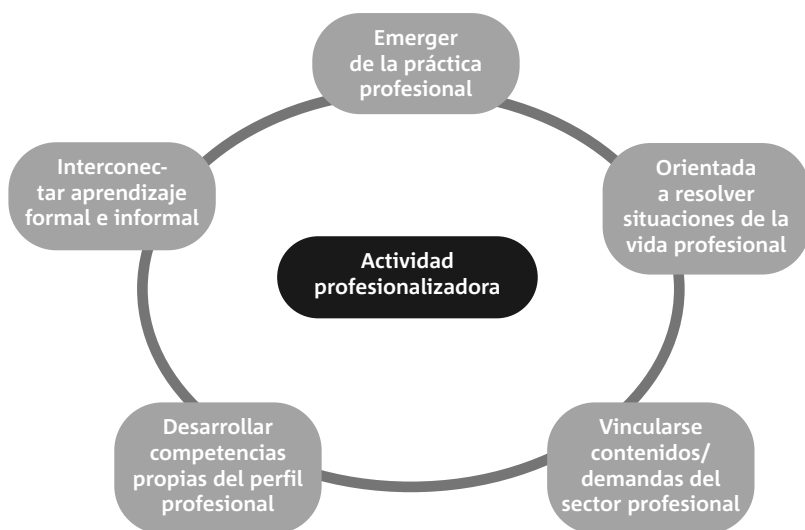 Emerger
de la práctica
profesional
Interconec-
tar aprendizaje
formal e informal
Orientada
a resolver
situaciones de la
vida profesional
Actividad
profesionalizadora
Desarrollar
competencias
propias del perfil
profesional
Vincularse
contenidos/
demandas del
sector profesional